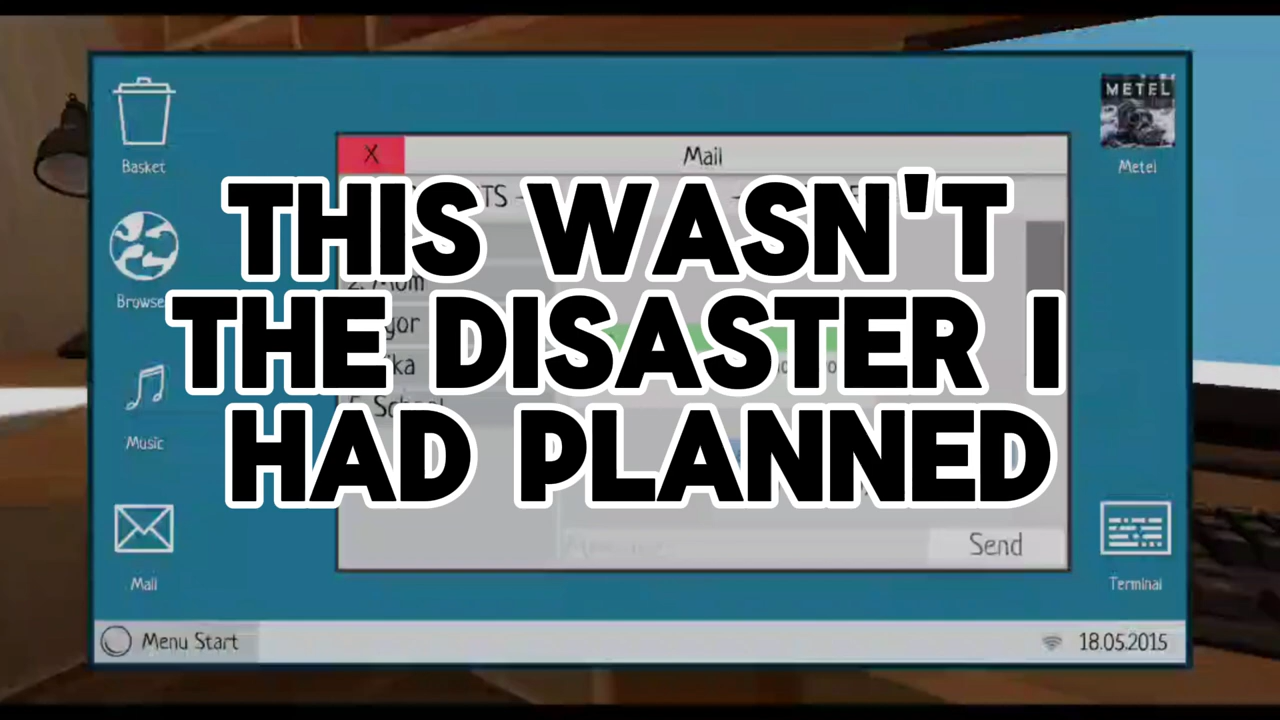 METEL
Basket
Mail
Metel
THIS WASN'T
THE DISASTER I
HAD PLANNED
Music
Send
Mail
Terminal
Menu Start
18.05.2015